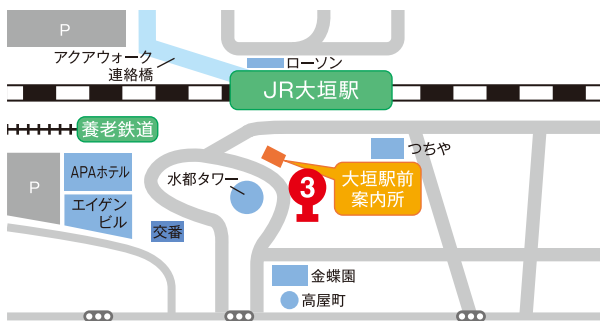 P
アクアウォーク
連絡橋
ローソン
JR大垣駅
養老鉄道
つちや
P
APAホテル
水都タワー
3
大垣駅前
案内所
エイゲン
ビル
交番
金蝶園
高屋町